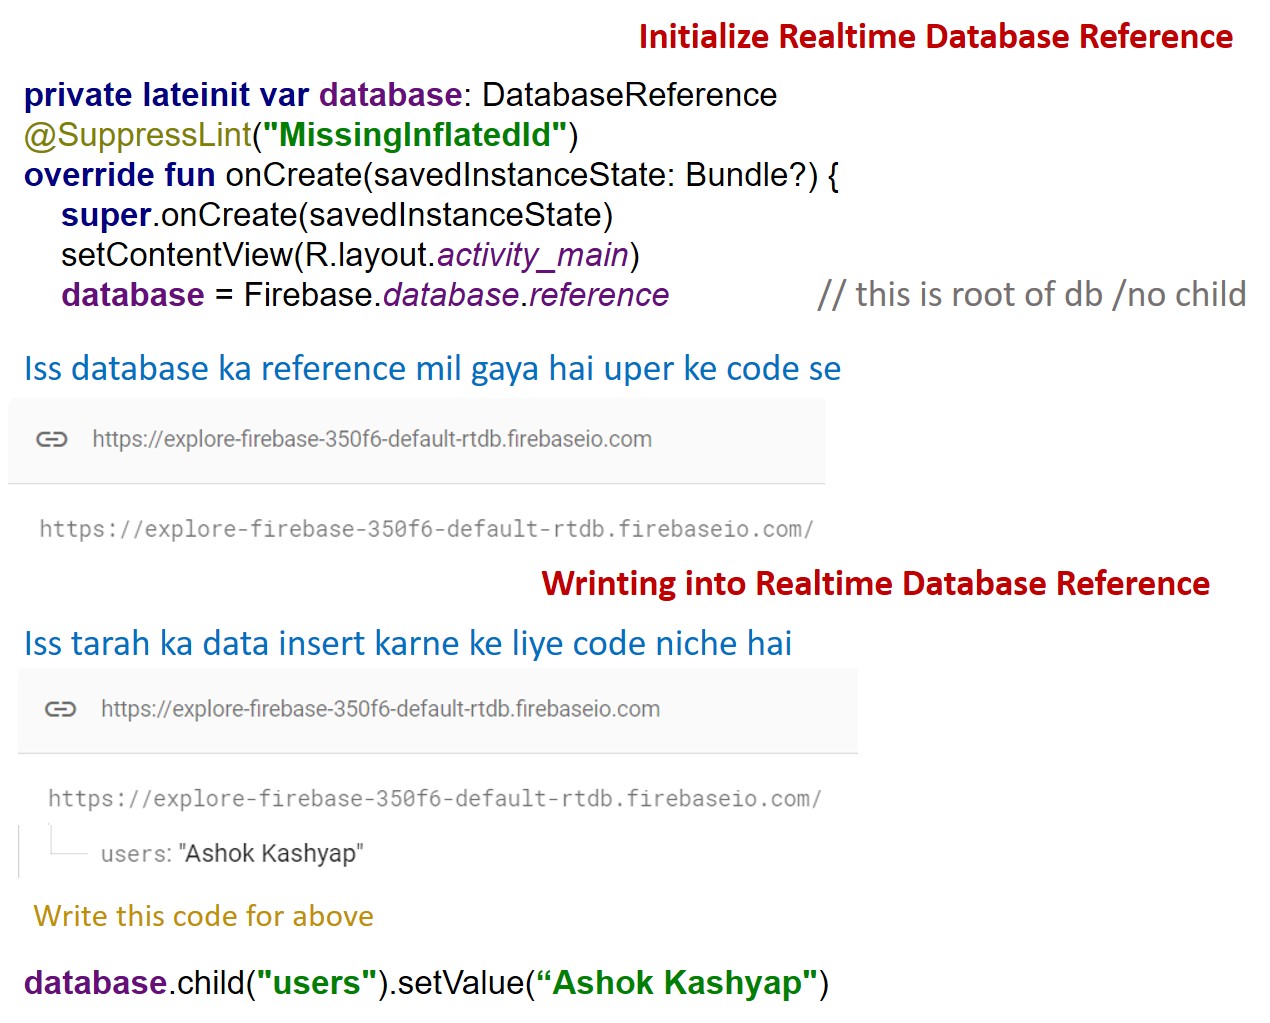 Initialize Realtime Database Reference
private lateinit var database: DatabaseReference
@SuppressLint("MissingInflatedId")
override fun onCreate(savedInstanceState: Bundle?) {
super.onCreate(savedInstanceState)
setContentView(R.layout.activity_main)
database = Firebase.database.reference // this is root of db /no child
Iss database ka reference mil gaya hai uper ke code se
https://explore-firebase-350f6-default-rtdb.firebaseio.com
https://explore-firebase-350f6-default-rtdb.firebaseio.com/
Wrinting into Realtime Database Reference
Iss tarah ka data insert karne ke liye code niche hai
https://explore-firebase-350f6-default-rtdb.firebaseio.com
https://explore-firebase-350f6-default-rtdb.firebaseio.com/
users: "Ashok Kashyap"
Write this code for above
database.child("users").setValue(“Ashok Kashyap")